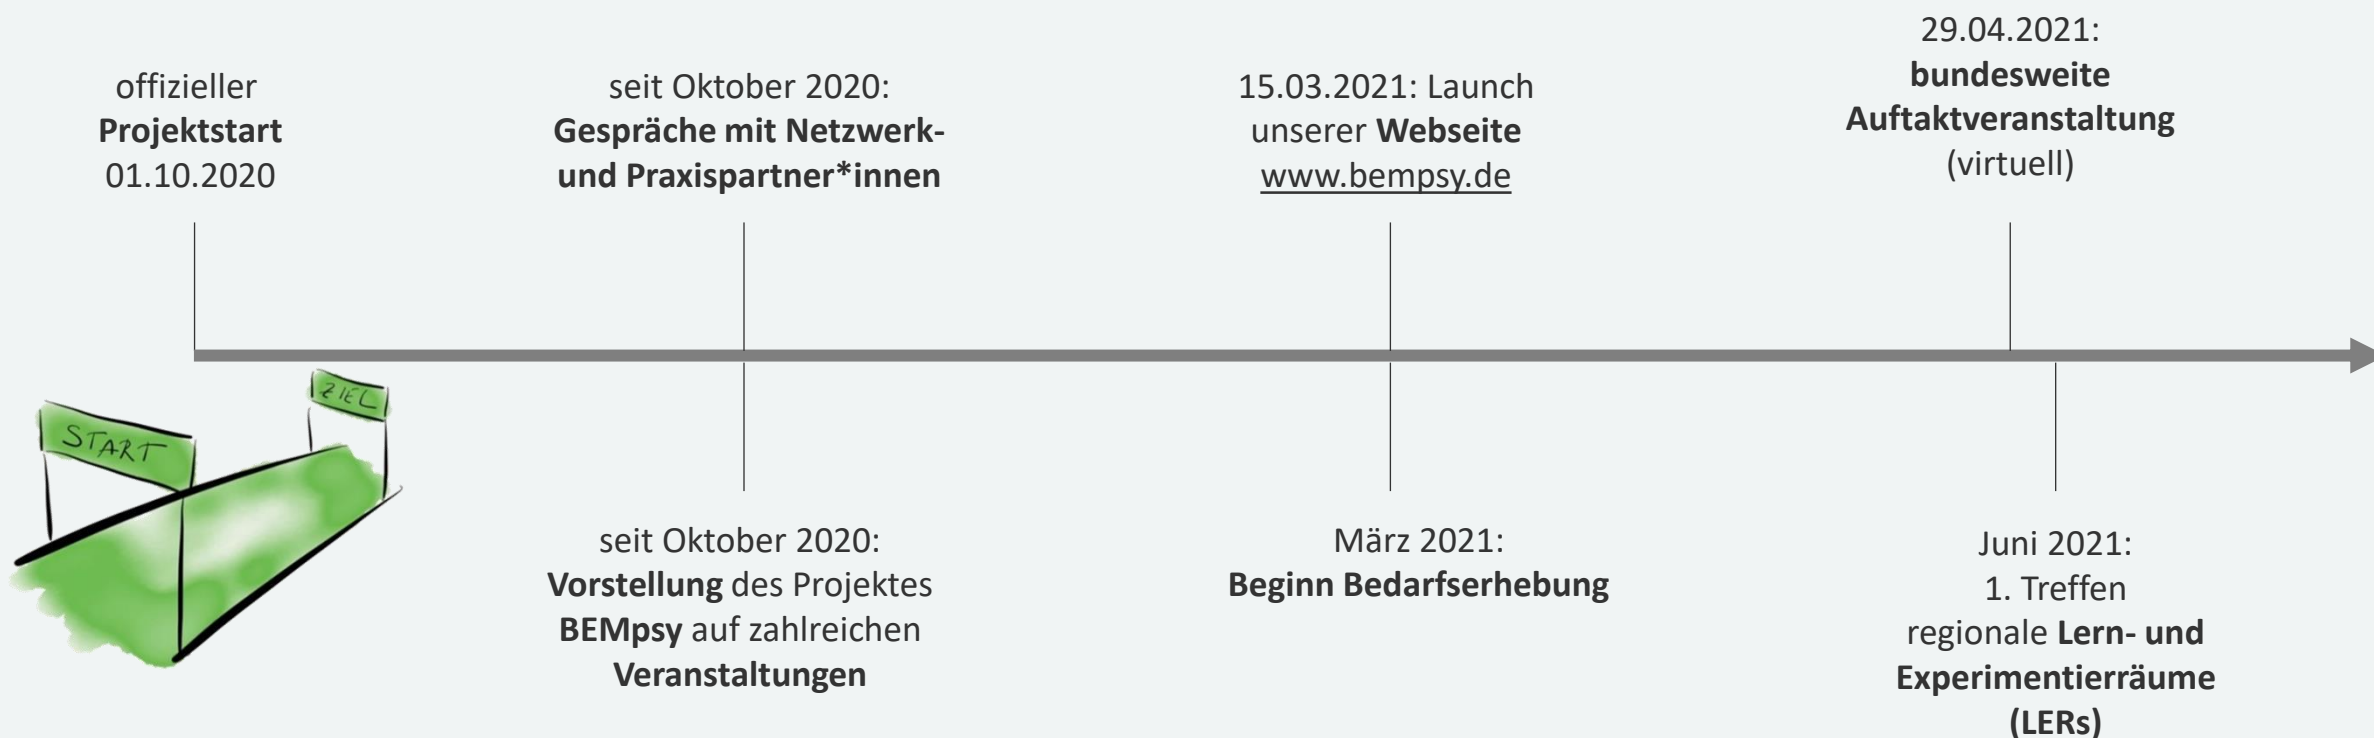 offizieller
Projektstart
01.10.2020
seit Oktober 2020:
Gespräche mit Netzwerk-
und Praxispartner*innen
15.03.2021: Launch
unserer Webseite
www.bempsy.de
29.04.2021:
bundesweite
Auftaktveranstaltung
(virtuell)
START
ZIEL
seit Oktober 2020:
Vorstellung des Projektes
BEMpsy auf zahlreichen
Veranstaltungen
März 2021:
Beginn Bedarfserhebung
Juni 2021:
1. Treffen
regionale Lern- und
Experimentierräume
(LERs)